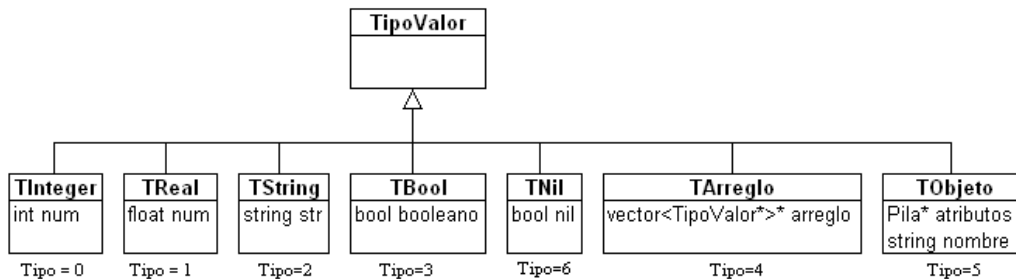 TipoValor
TInteger
int num
Tipo = 0
TReal
float num
Tipo = 1
TString
string str
Tipo=2
TBool
bool booleano
Tipo=3
TNil
bool nil
Tipo=6
TArreglo
vector<TipoValor*>* arreglo
Tipo=4
TObjeto
Pila* atributos
string nombre
Tipo=5